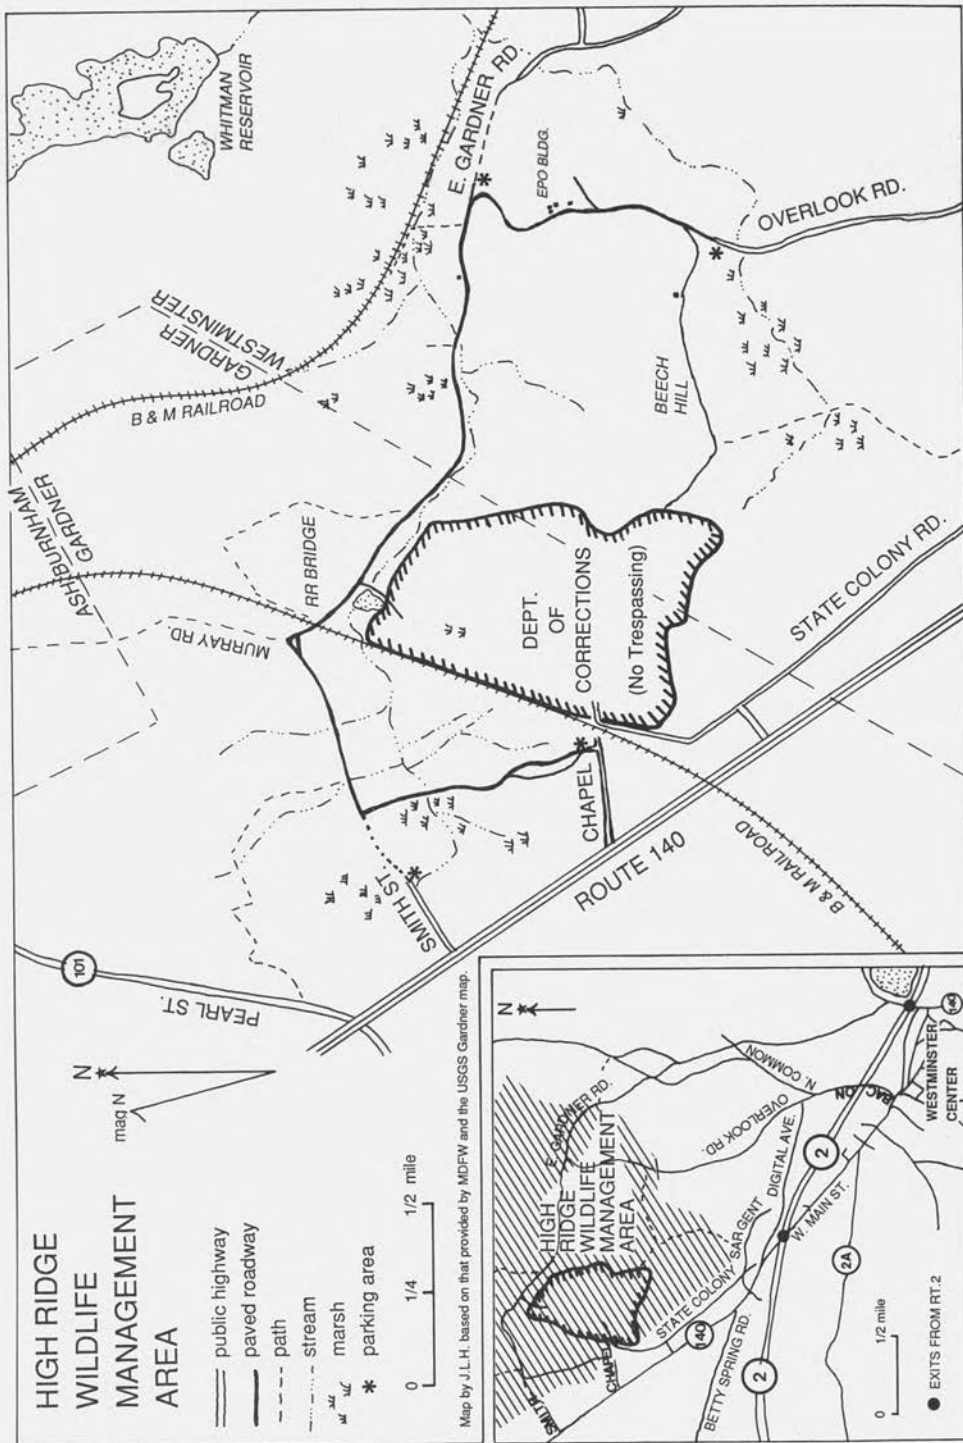 HIGH RIDGE
WILDLIFE
MANAGEMENT
AREA
N
mag N
public highway
paved roadway
path
stream
marsh
parking area
0
1/4
1/2 mile
Map by J.L.H. based on that provided by MDFW and the USGS Gardner map.
101
PEARL ST.
SMITH ST.
CHAPEL
ROUTE 140
B & M RAILROAD
MURRAY RD.
RR BRIDGE
ASHBURNHAM
GARDNER
B & M RAILROAD
GARDNER
WESTMINSTER
WHITMAN
RESERVOIR
E. GARDNER RD.
EPO BLDG.
OVERLOOK RD.
BEECH
HILL
DEPT.
OF
CORRECTIONS
(No Trespassing)
STATE COLONY RD.
N
HIGH
RIDGE
WILDLIFE
MANAGEMENT
AREA
E. GARDNER RD.
SMITH
CHAPEL
STATE COLONY
SARGENT
DIGITAL AVE.
OVERLOOK
RD.
N. COMMON
BACON
140
BETTY SPRING RD.
2
2
W. MAIN ST.
2A
WESTMINSTER
CENTER
140
0
1/2 mile
EXITS FROM RT.2